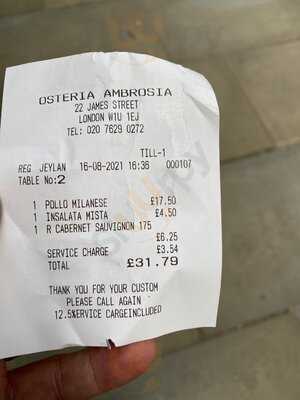 OSTERIA AMBROSIA
22 JAMES STREET
LONDON W1U 1EJ
TEL: 020 7629 0272
TILL-1
REG JEYLAN 16-08-2021 16:36 000107
TABLE No:2
1 POLLO MILANESE £17.50
1 INSALATA MISTA £4.50
1 R CABERNET SAUVIGNON 175
£6.25
SERVICE CHARGE £3.54
TOTAL £31.79
THANK YOU FOR YOUR CUSTOM
PLEASE CALL AGAIN
12.5%ERVICE CARGEINCLUDED